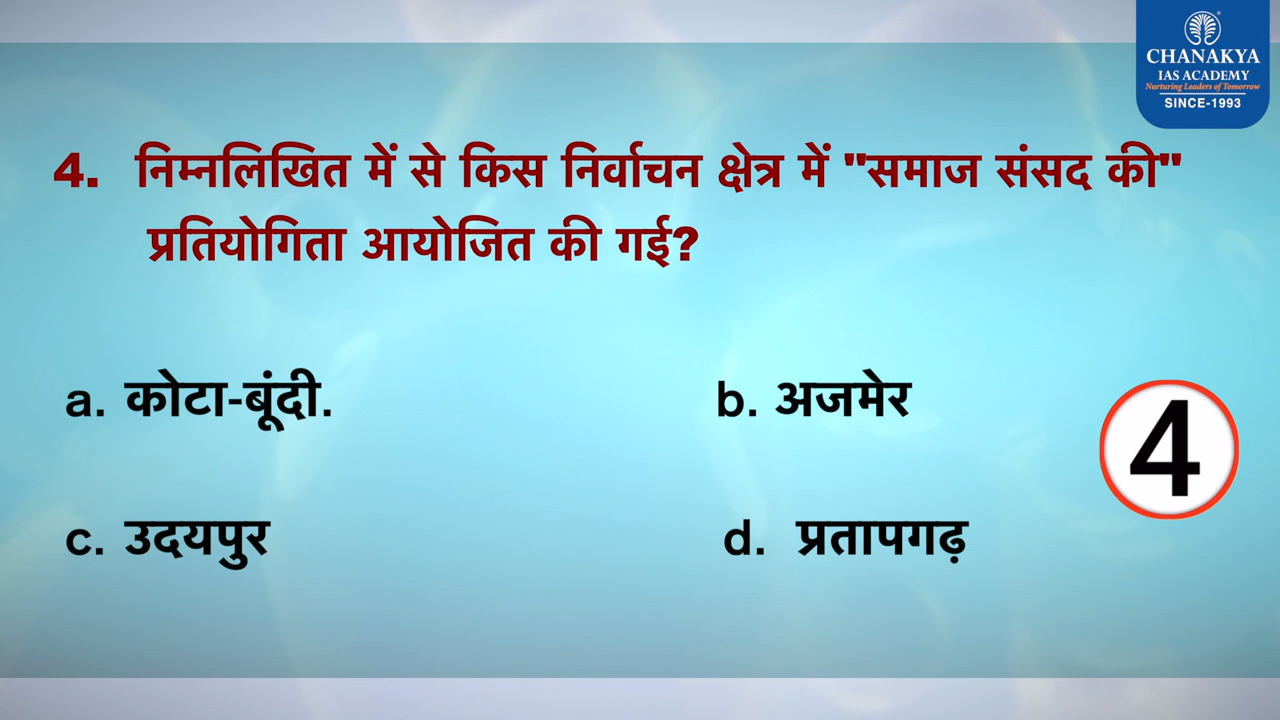 CHANAKYA
IAS ACADEMY
Nurturing Leaders of Tomorrow
SINCE-1993
4. निम्नलिखित में से किस निर्वाचन क्षेत्र में "समाज संसद की"
प्रतियोगिता आयोजित की गई?
a. कोटा-बूंदी.
b. अजमेर
4
c. उदयपुर
d. प्रतापगढ़